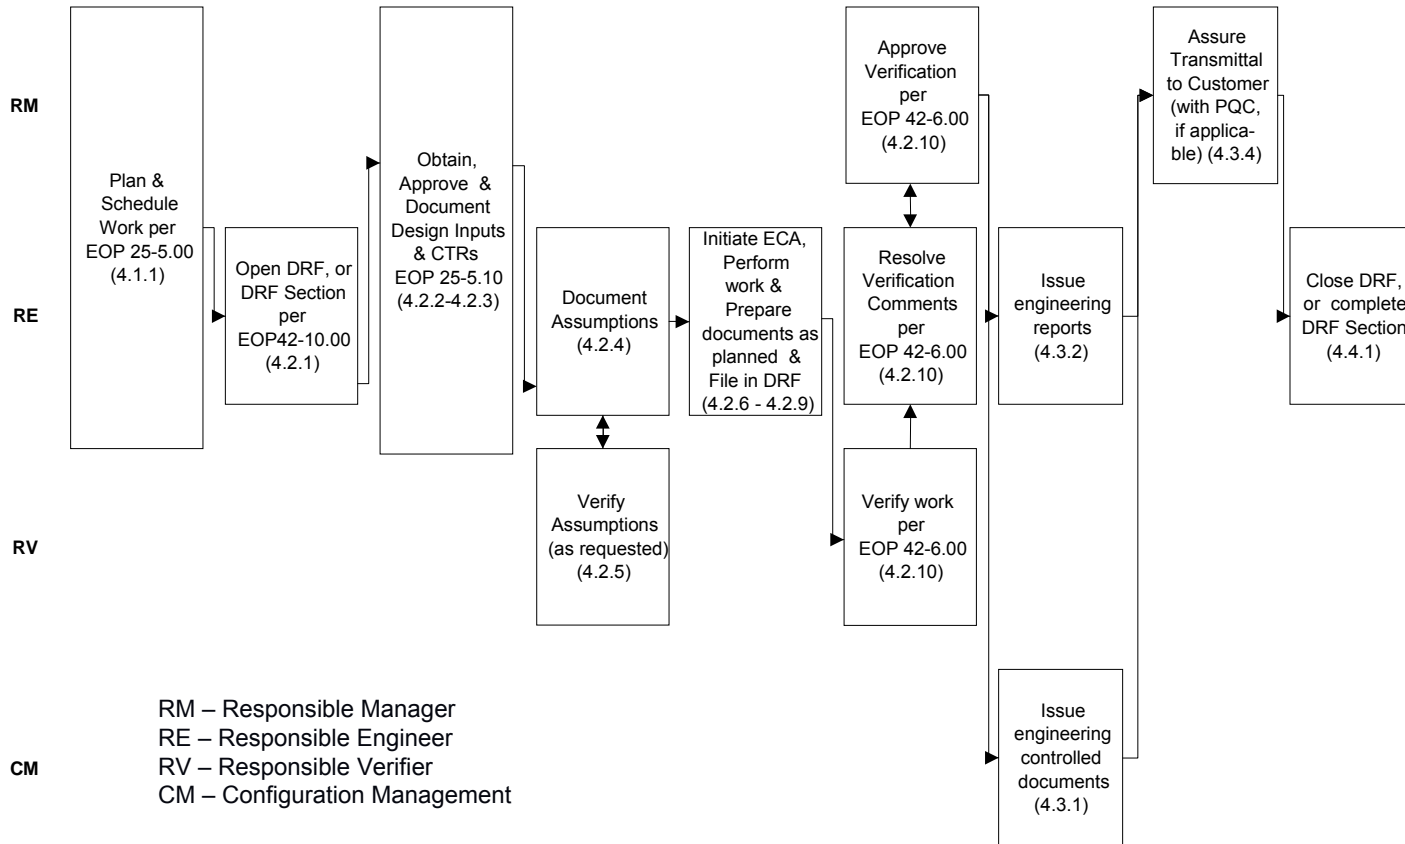 RM
RE
RV
CM
Plan &
Schedule
Work per
EOP 25-5.00
(4.1.1)
Open DRF, or
DRF Section
per
EOP42-10.00
(4.2.1)
Obtain,
Approve &
Document
Design Inputs
& CTRs
EOP 25-5.10
(4.2.2-4.2.3)
Document
Assumptions
(4.2.4)
Verify
Assumptions
(as requested)
(4.2.5)
Initiate ECA,
Perform
work &
Prepare
documents as
planned &
File in DRF
(4.2.6 - 4.2.9)
Approve
Verification
per
EOP 42-6.00
(4.2.10)
Resolve
Verification
Comments
per
EOP 42-6.00
(4.2.10)
Verify work
per
EOP 42-6.00
(4.2.10)
Issue
engineering
reports
(4.3.2)
Issue
engineering
controlled
documents
(4.3.1)
Assure
Transmittal
to Customer
(with PQC,
if applica-
ble) (4.3.4)
Close DRF,
or complete
DRF Section
(4.4.1)
RM – Responsible Manager
RE – Responsible Engineer
RV – Responsible Verifier
CM – Configuration Management